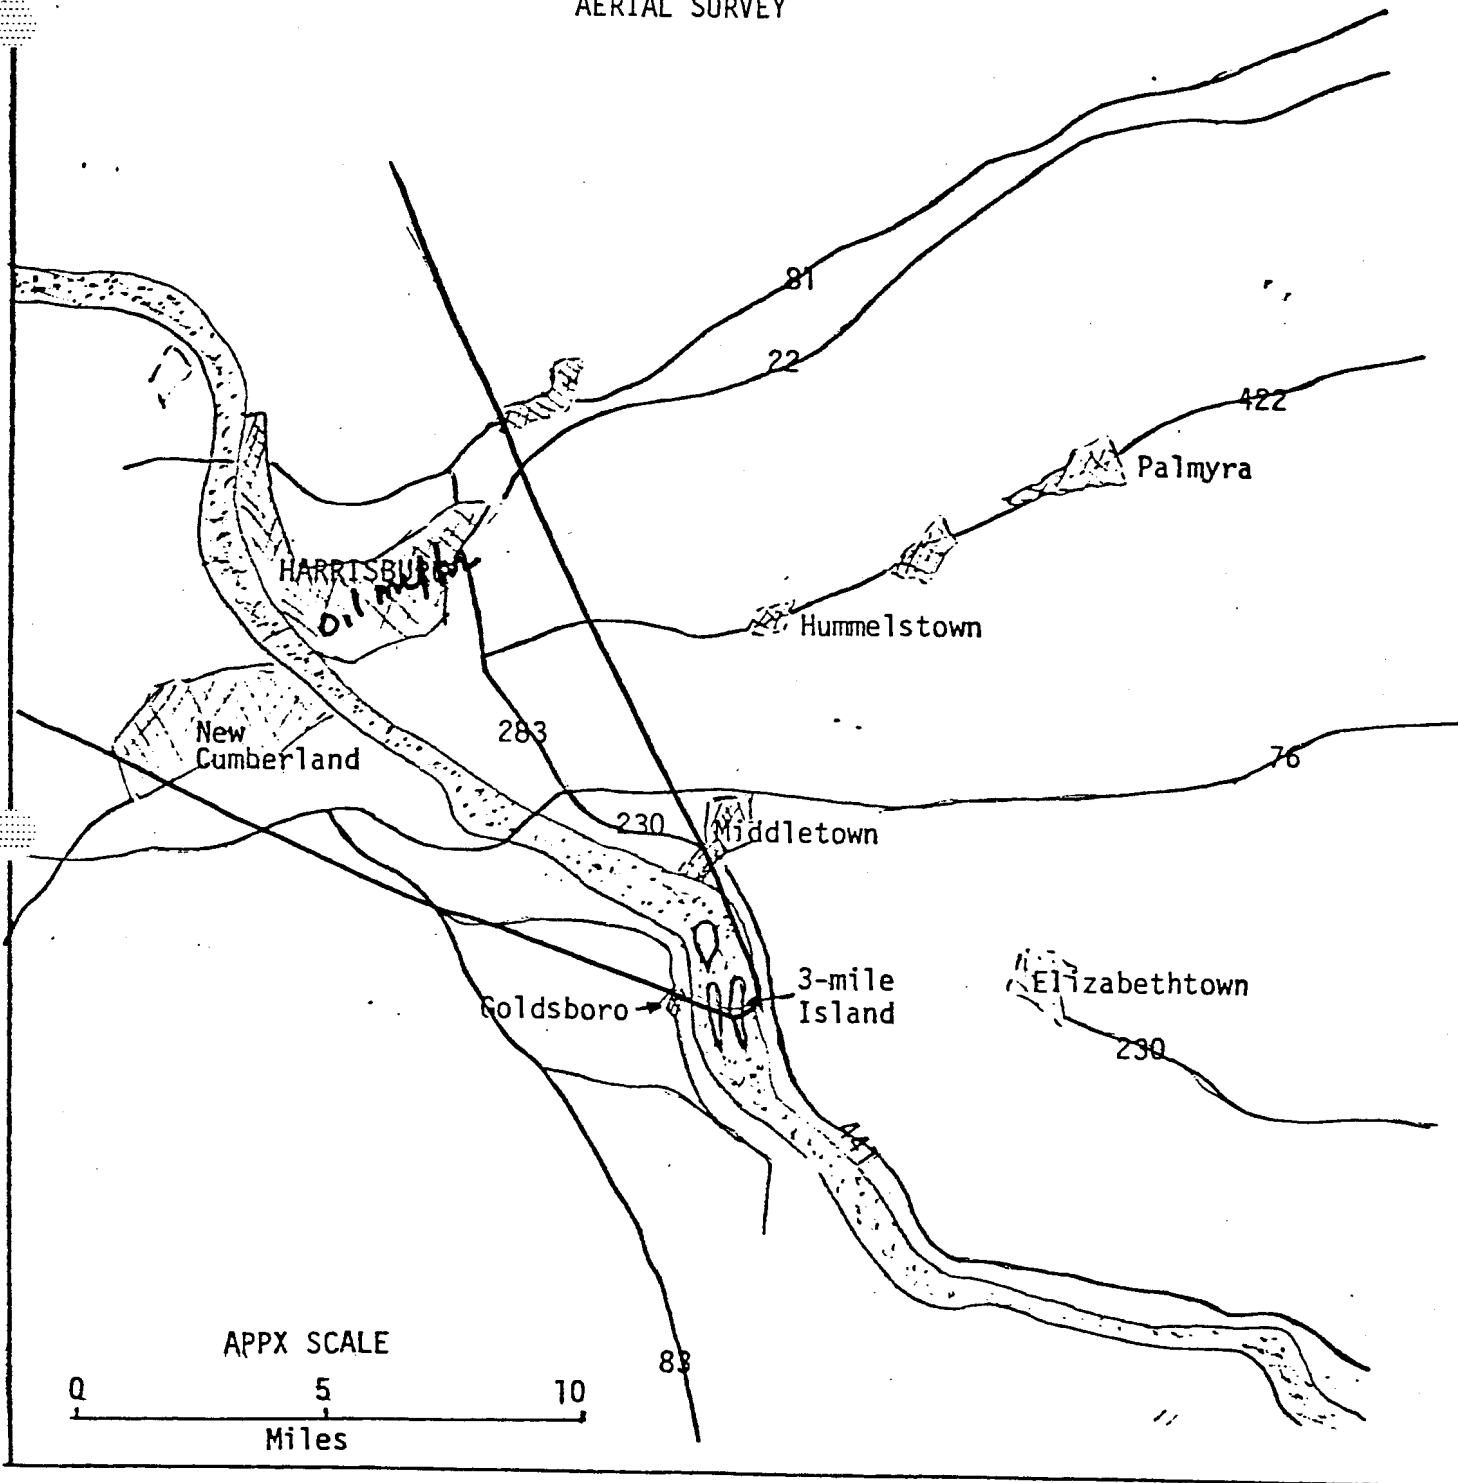 AERIAL SURVEY
81
22
422
Palmyra
HARRISBURG
Hummelstown
New
Cumberland
283
76
230
Middletown
3-mile
Island
Goldsboro
Elizabethtown
230
441
APPX SCALE
83
0 5 10
Miles